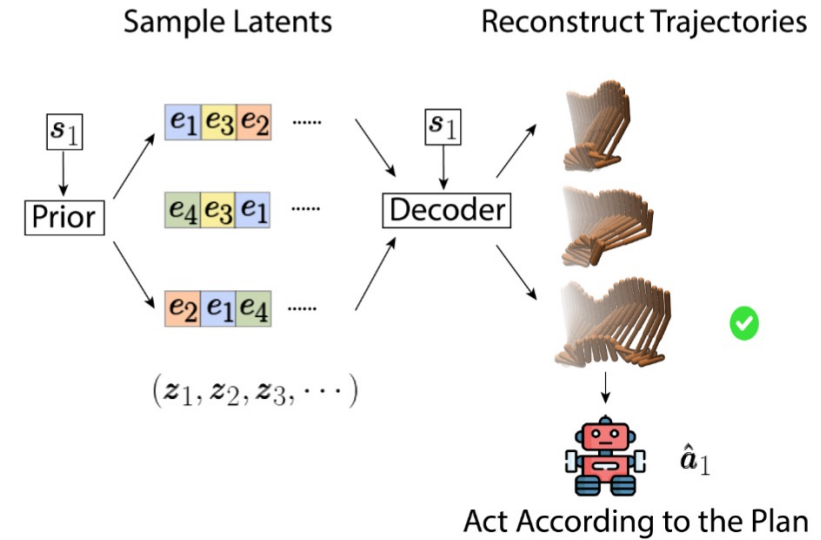 Sample Latents
Reconstruct Trajectories
s₁
Prior
e₁ e₃ e₂ ......
e₄ e₃ e₁ ......
e₂ e₁ e₄ ......
(z₁, z₂, z₃, ···)
s₁
Decoder
â₁
Act According to the Plan